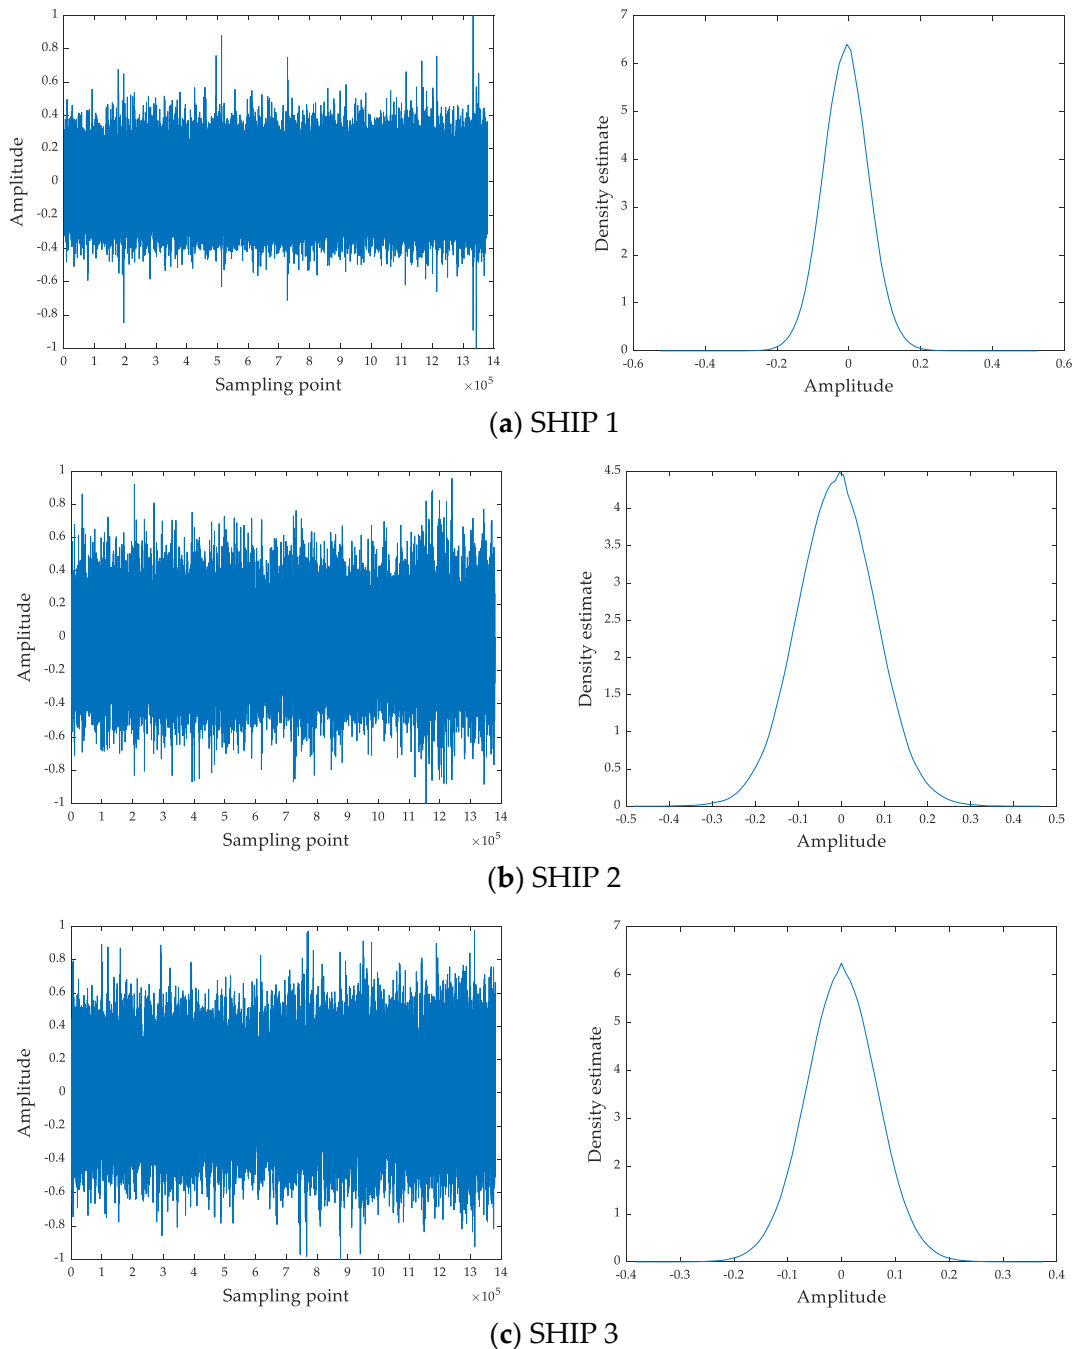 1
0.8
0.6
0.4
0.2
0
-0.2
-0.4
-0.6
-0.8
-1
Amplitude
0 1 2 3 4 5 6 7 8 9 10 11 12 13 14
Sampling point ×10^5
7
6
5
4
3
2
1
0
Density estimate
-0.6 -0.4 -0.2 0 0.2 0.4 0.6
Amplitude
(a) SHIP 1
1
0.8
0.6
0.4
0.2
0
-0.2
-0.4
-0.6
-0.8
-1
Amplitude
0 1 2 3 4 5 6 7 8 9 10 11 12 13 14
Sampling point ×10^5
4.5
4
3.5
3
2.5
2
1.5
1
0.5
0
Density estimate
-0.5 -0.4 -0.3 -0.2 -0.1 0 0.1 0.2 0.3 0.4 0.5
Amplitude
(b) SHIP 2
1
0.8
0.6
0.4
0.2
0
-0.2
-0.4
-0.6
-0.8
-1
Amplitude
0 1 2 3 4 5 6 7 8 9 10 11 12 13 14
Sampling point ×10^5
7
6
5
4
3
2
1
0
Density estimate
-0.4 -0.3 -0.2 -0.1 0 0.1 0.2 0.3 0.4
Amplitude
(c) SHIP 3